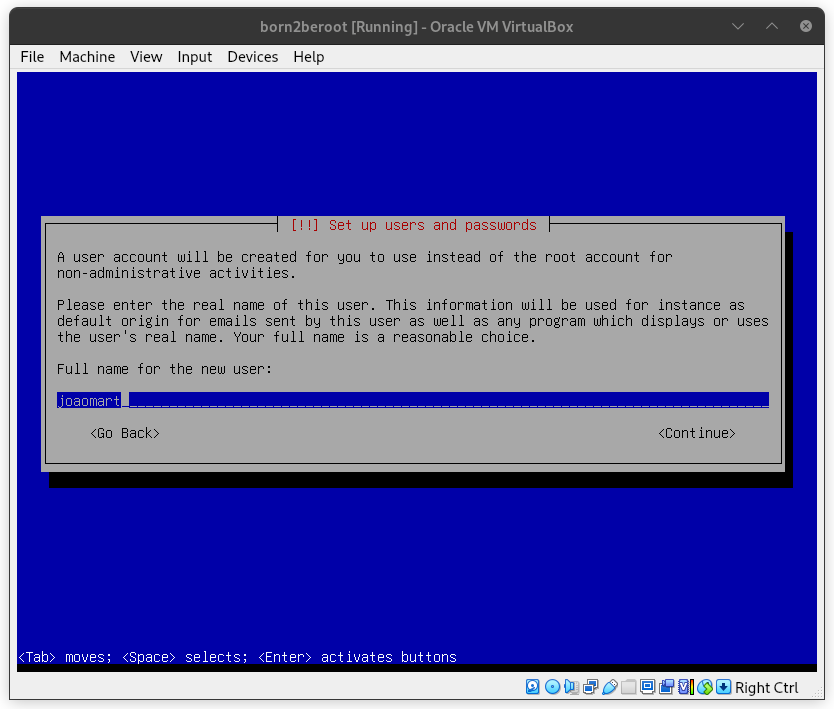 born2beroot [Running] - Oracle VM VirtualBox
File Machine View Input Devices Help
[!!] Set up users and passwords
A user account will be created for you to use instead of the root account for
non-administrative activities.
Please enter the real name of this user. This information will be used for instance as
default origin for emails sent by this user as well as any program which displays or uses
the user's real name. Your full name is a reasonable choice.
Full name for the new user:
joaomart
<Go Back> <Continue>
<Tab> moves; <Space> selects; <Enter> activates buttons
Right Ctrl